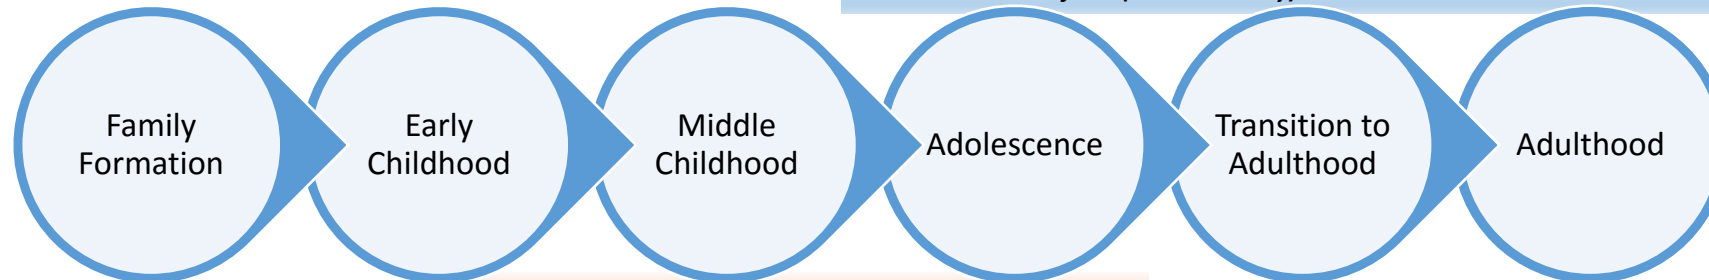 Family
Formation
Early
Childhood
Middle
Childhood
Adolescence
Transition to
Adulthood
Adulthood